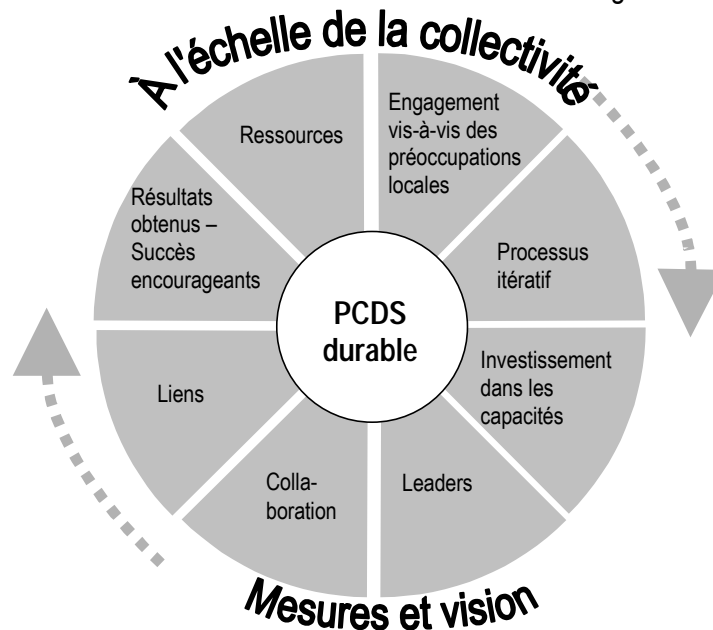 À l'échelle de la collectivité
Engagement
vis-à-vis des
préoccupations
locales
Processus
itératif
Investissement
dans les
capacités
Leaders
Colla-
boration
Liens
Résultats
obtenus –
Succès
encourageants
Ressources
PCDS
durable
Mesures et vision